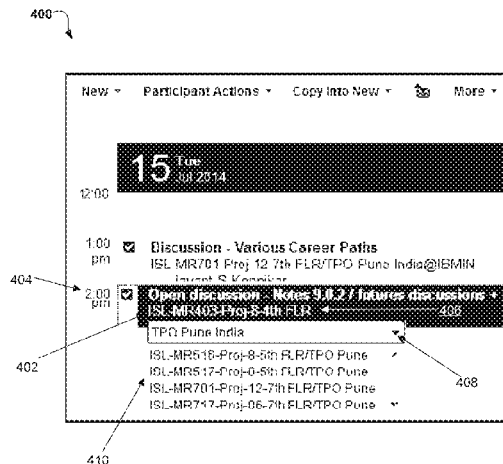 400
New Participant Actions Copy Into New More
15 Tue
Jul 2014
12:00
1:00 pm Discussion - Various Career Paths
ISL-MR701-Proj-12-7th FLR/TPO Pune India@IBMIN
404
2:00 pm Open discussion - Notes 9.0.2 / futures discussions
ISL-MR403-Proj-8-4th FLR 406
TPO Pune India
402
ISL-MR516-Proj-8-5th FLR/TPO Pune
ISL-MR517-Proj-0-5th FLR/TPO Pune
408
ISL-MR701-Proj-12-7th FLR/TPO Pune
ISL-MR717-Proj-06-7th FLR/TPO Pune
410